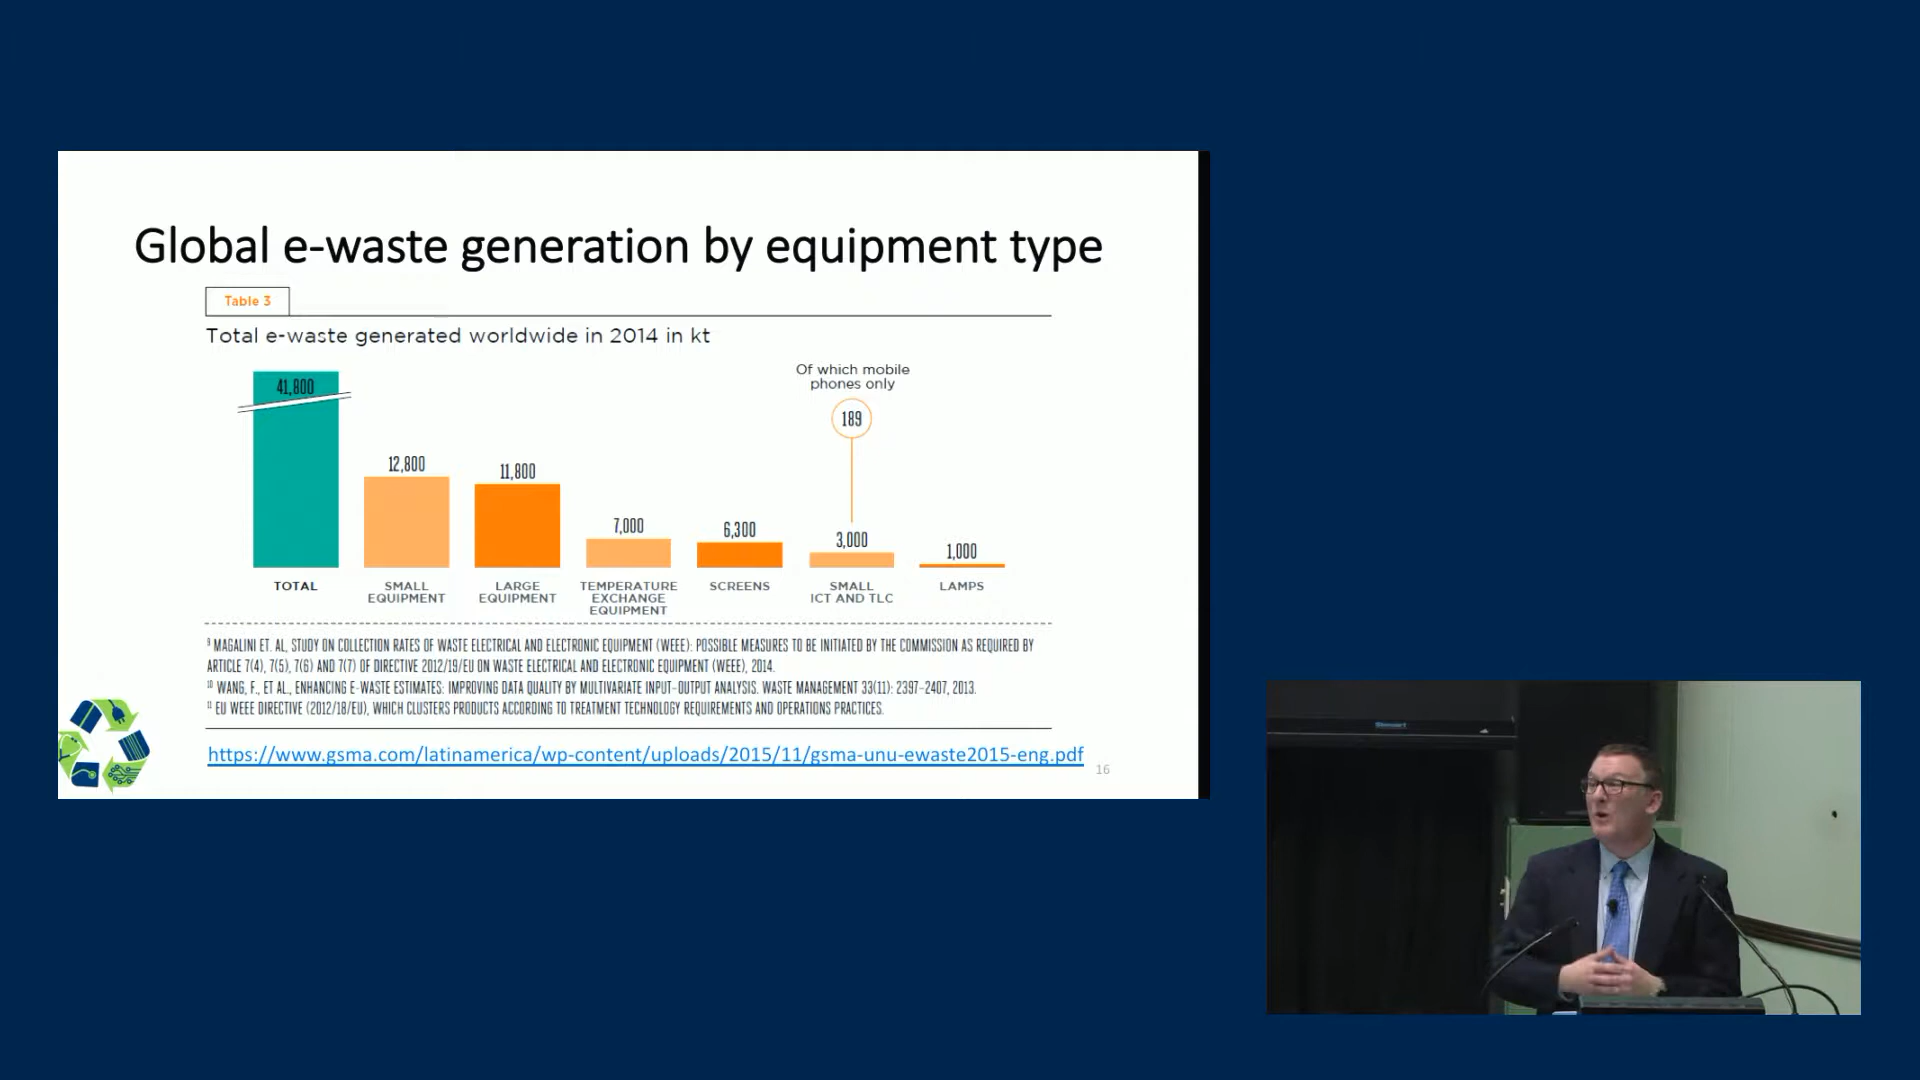 Global e-waste generation by equipment type
Table 3
Total e-waste generated worldwide in 2014 in kt
Of which mobile
phones only
189
41,800
12,800
11,800
7,000
6,300
3,000
1,000
TOTAL
SMALL
EQUIPMENT
LARGE
EQUIPMENT
TEMPERATURE
EXCHANGE
EQUIPMENT
SCREENS
SMALL
ICT AND TLC
LAMPS
9 MAGALINI ET. AL, STUDY ON COLLECTION RATES OF WASTE ELECTRICAL AND ELECTRONIC EQUIPMENT (WEEE): POSSIBLE MEASURES TO BE INITIATED BY THE COMMISSION AS REQUIRED BY
ARTICLE 7(4), 7(5), 7(6) AND 7(7) OF DIRECTIVE 2012/19/EU ON WASTE ELECTRICAL AND ELECTRONIC EQUIPMENT (WEEE), 2014.
10 WANG, F., ET AL., ENHANCING E-WASTE ESTIMATES: IMPROVING DATA QUALITY BY MULTIVARIATE INPUT-OUTPUT ANALYSIS. WASTE MANAGEMENT 33(11): 2397-2407, 2013.
11 EU WEEE DIRECTIVE (2012/18/EU), WHICH CLUSTERS PRODUCTS ACCORDING TO TREATMENT TECHNOLOGY REQUIREMENTS AND OPERATIONS PRACTICES.
https://www.gsma.com/latinamerica/wp-content/uploads/2015/11/gsma-unu-ewaste2015-eng.pdf
16